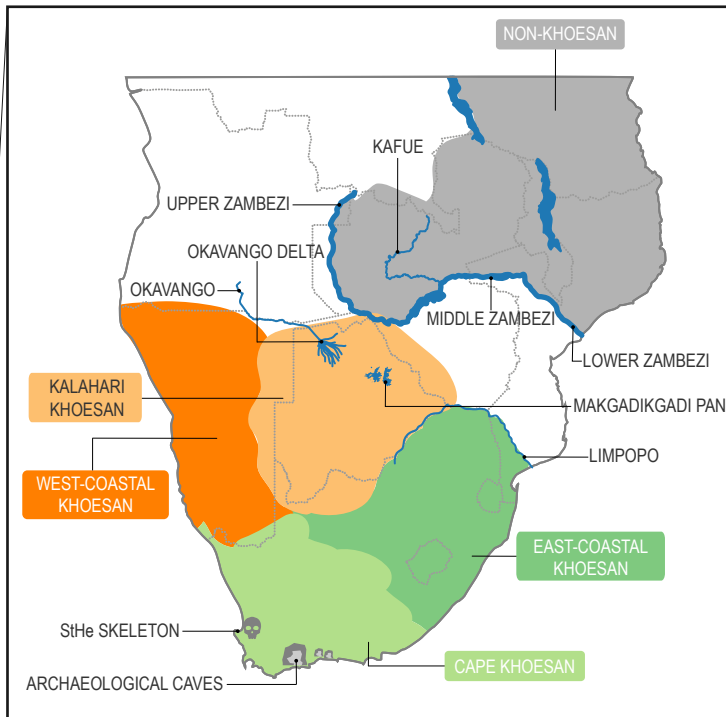 NON-KHOESAN
KAFUE
UPPER ZAMBEZI
OKAVANGO DELTA
OKAVANGO
MIDDLE ZAMBEZI
LOWER ZAMBEZI
KALAHARI
KHOESAN
MAKGADIKGADI PAN
LIMPOPO
WEST-COASTAL
KHOESAN
EAST-COASTAL
KHOESAN
StHe SKELETON
CAPE KHOESAN
ARCHAEOLOGICAL CAVES